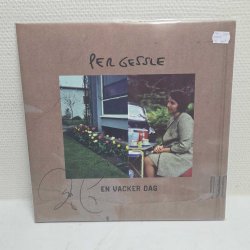 PER GESSLE
EN VACKER DAG